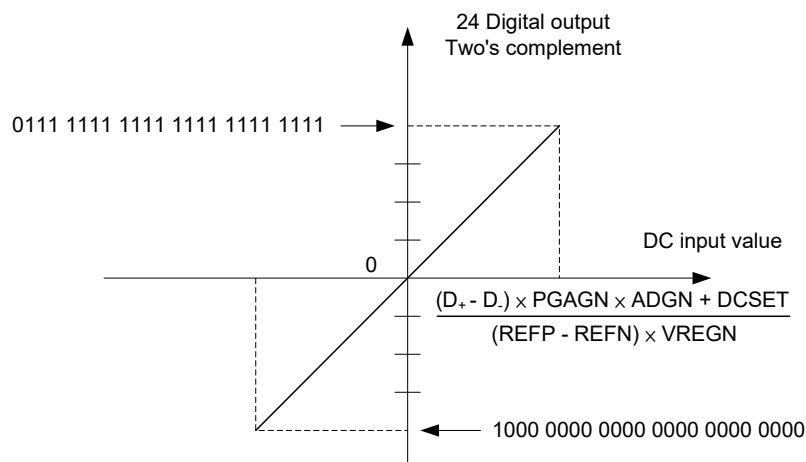 24 Digital output
Two's complement
0111 1111 1111 1111 1111 1111
DC input value
0
(D+ - D-) × PGAGN × ADGN + DCSET
(REFP - REFN) × VREGN
1000 0000 0000 0000 0000 0000